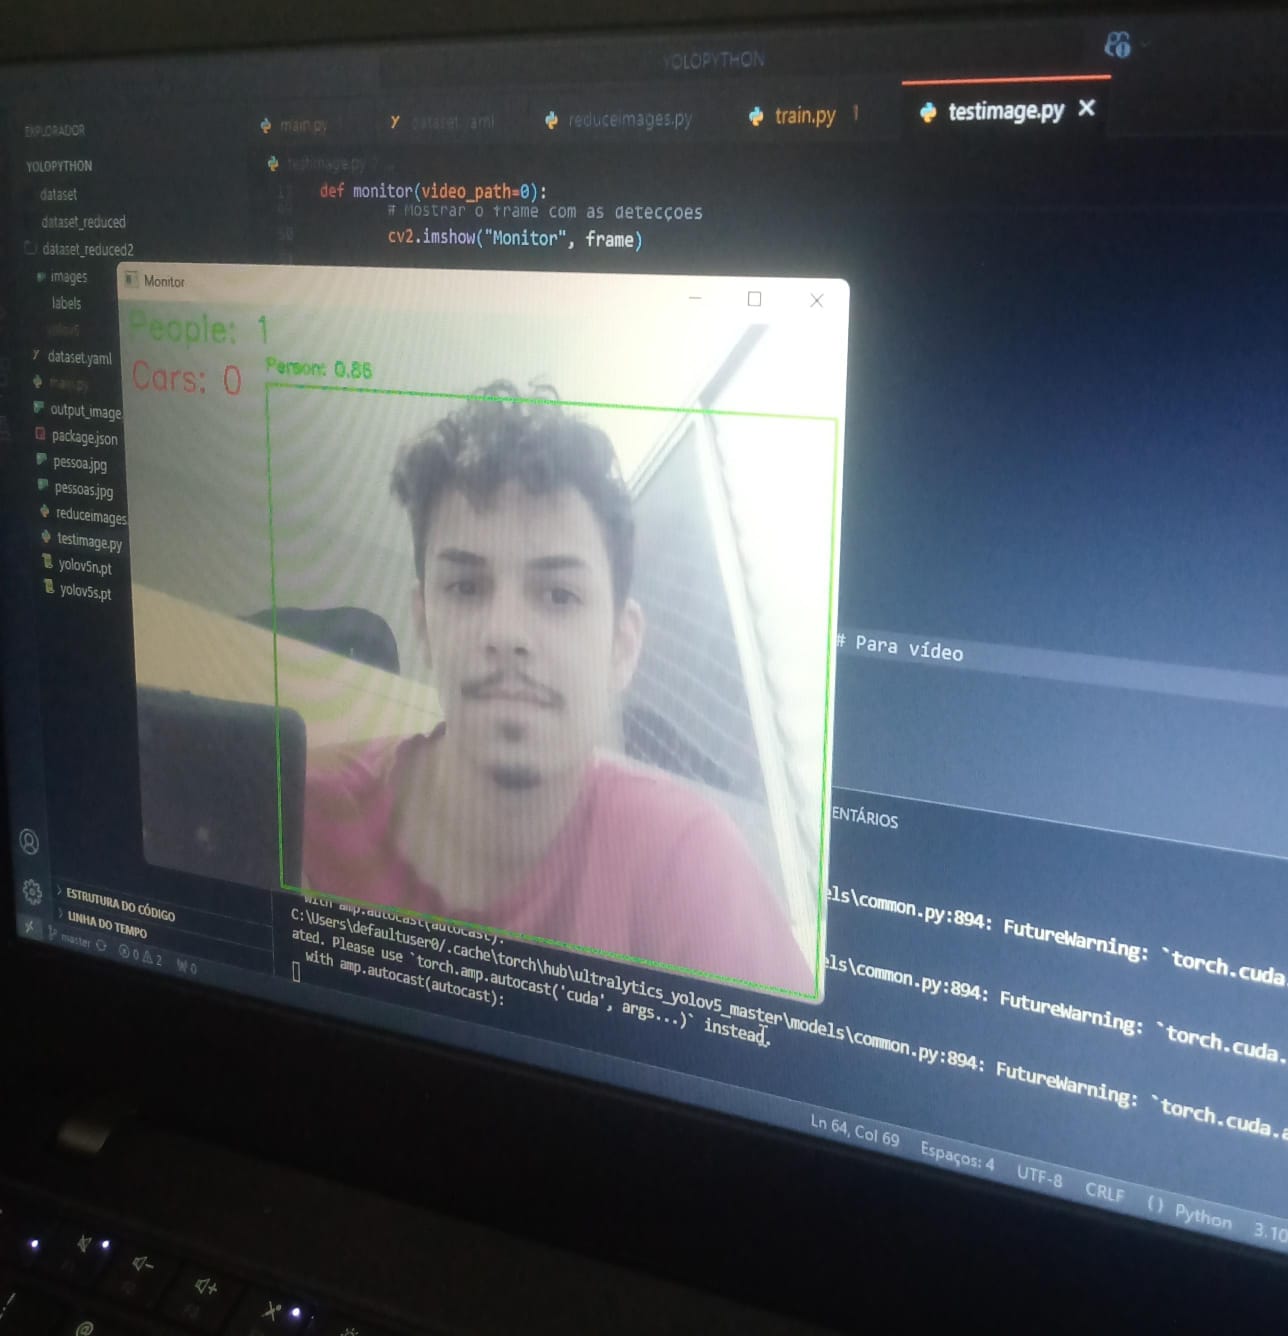 YOLOPYTHON
EXPLORADOR
main.py
dataset.yaml
reduceimages.py
train.py 1
testimage.py
YOLOPYTHON
dataset
dataset_reduced
dataset_reduced2
images
labels
yolov5
dataset.yaml
main.py
output_image
package.json
pessoa.jpg
pessoas.jpg
reduceimages
testimage.py
yolov5n.pt
yolov5s.pt
ESTRUTURA DO CÓDIGO
LINHA DO TEMPO
master
0 2
0
testimage.py
def monitor(video_path=0):
# Mostrar o frame com as detecções
50 cv2.imshow("Monitor", frame)
Monitor
People: 1
Cars: 0
Person: 0.86
# Para vídeo
ENTÁRIOS
els\common.py:894: FutureWarning: `torch.cuda
with amp.autocast(autocast):
els\common.py:894: FutureWarning: `torch.cuda.
C:\Users\defaultuser0/.cache\torch\hub\ultralytics_yolov5_master\models\common.py:894: FutureWarning: `torch.cuda.a
ated. Please use `torch.amp.autocast('cuda', args...)` instead.
with amp.autocast(autocast):
Ln 64, Col 69 Espaços: 4 UTF-8 CRLF {} Python 3.10
@